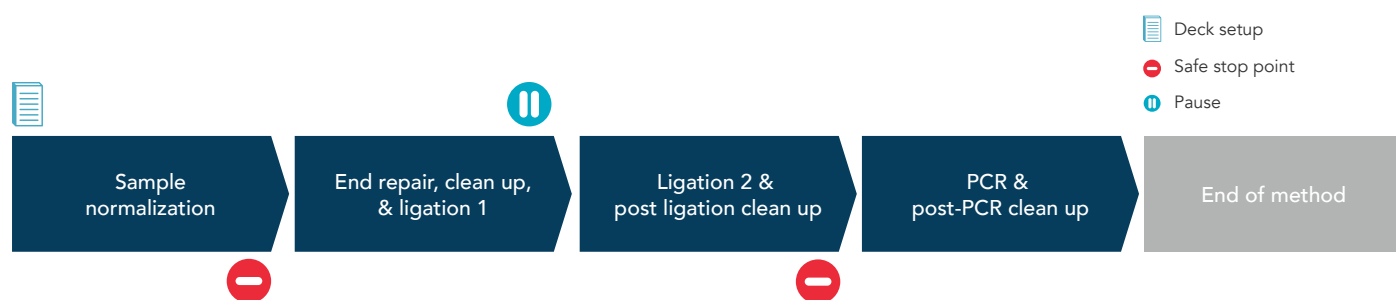 Deck setup
Safe stop point
Pause
Sample
normalization
End repair, clean up,
& ligation 1
Ligation 2 &
post ligation clean up
PCR &
post-PCR clean up
End of method